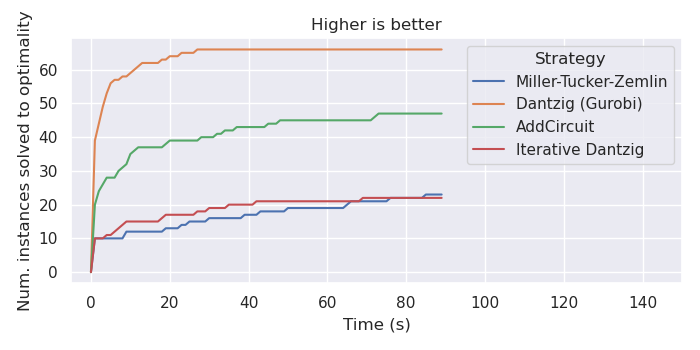 Higher is better
Num. instances solved to optimality
60
50
40
30
20
10
0
0 20 40 60 80 100 120 140
Time (s)
Strategy
Miller-Tucker-Zemlin
Dantzig (Gurobi)
AddCircuit
Iterative Dantzig